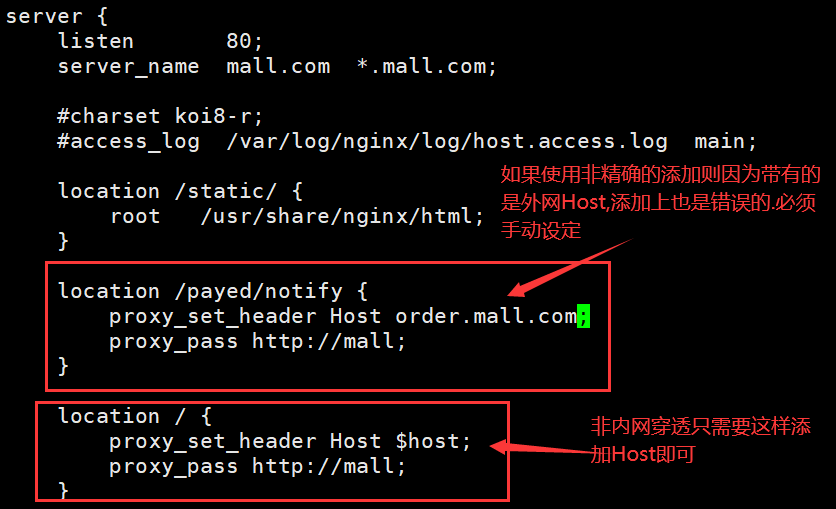 server {
    listen       80;
    server_name  mall.com  *.mall.com;
    #charset koi8-r;
    #access_log  /var/log/nginx/log/host.access.log  main;
    location /static/ {
        root   /usr/share/nginx/html;
    }
如果使用非精确的添加则因为带有的
是外网Host,添加上也是错误的.必须
手动设定
    location /payed/notify {
        proxy_set_header Host order.mall.com;
        proxy_pass http://mall;
    }
    location / {
        proxy_set_header Host $host;
        proxy_pass http://mall;
    }
非内网穿透只需要这样添
加Host即可